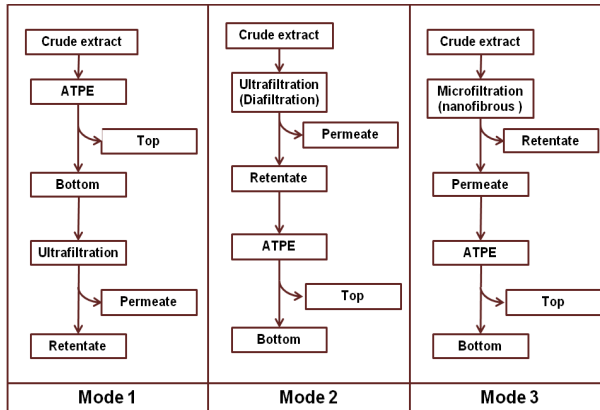 Crude extract
ATPE
Top
Bottom
Ultrafiltration
Permeate
Retentate
Mode 1
Crude extract
Ultrafiltration
(Diafiltration)
Permeate
Retentate
ATPE
Top
Bottom
Mode 2
Crude extract
Microfiltration
(nanofibrous )
Retentate
Permeate
ATPE
Top
Bottom
Mode 3